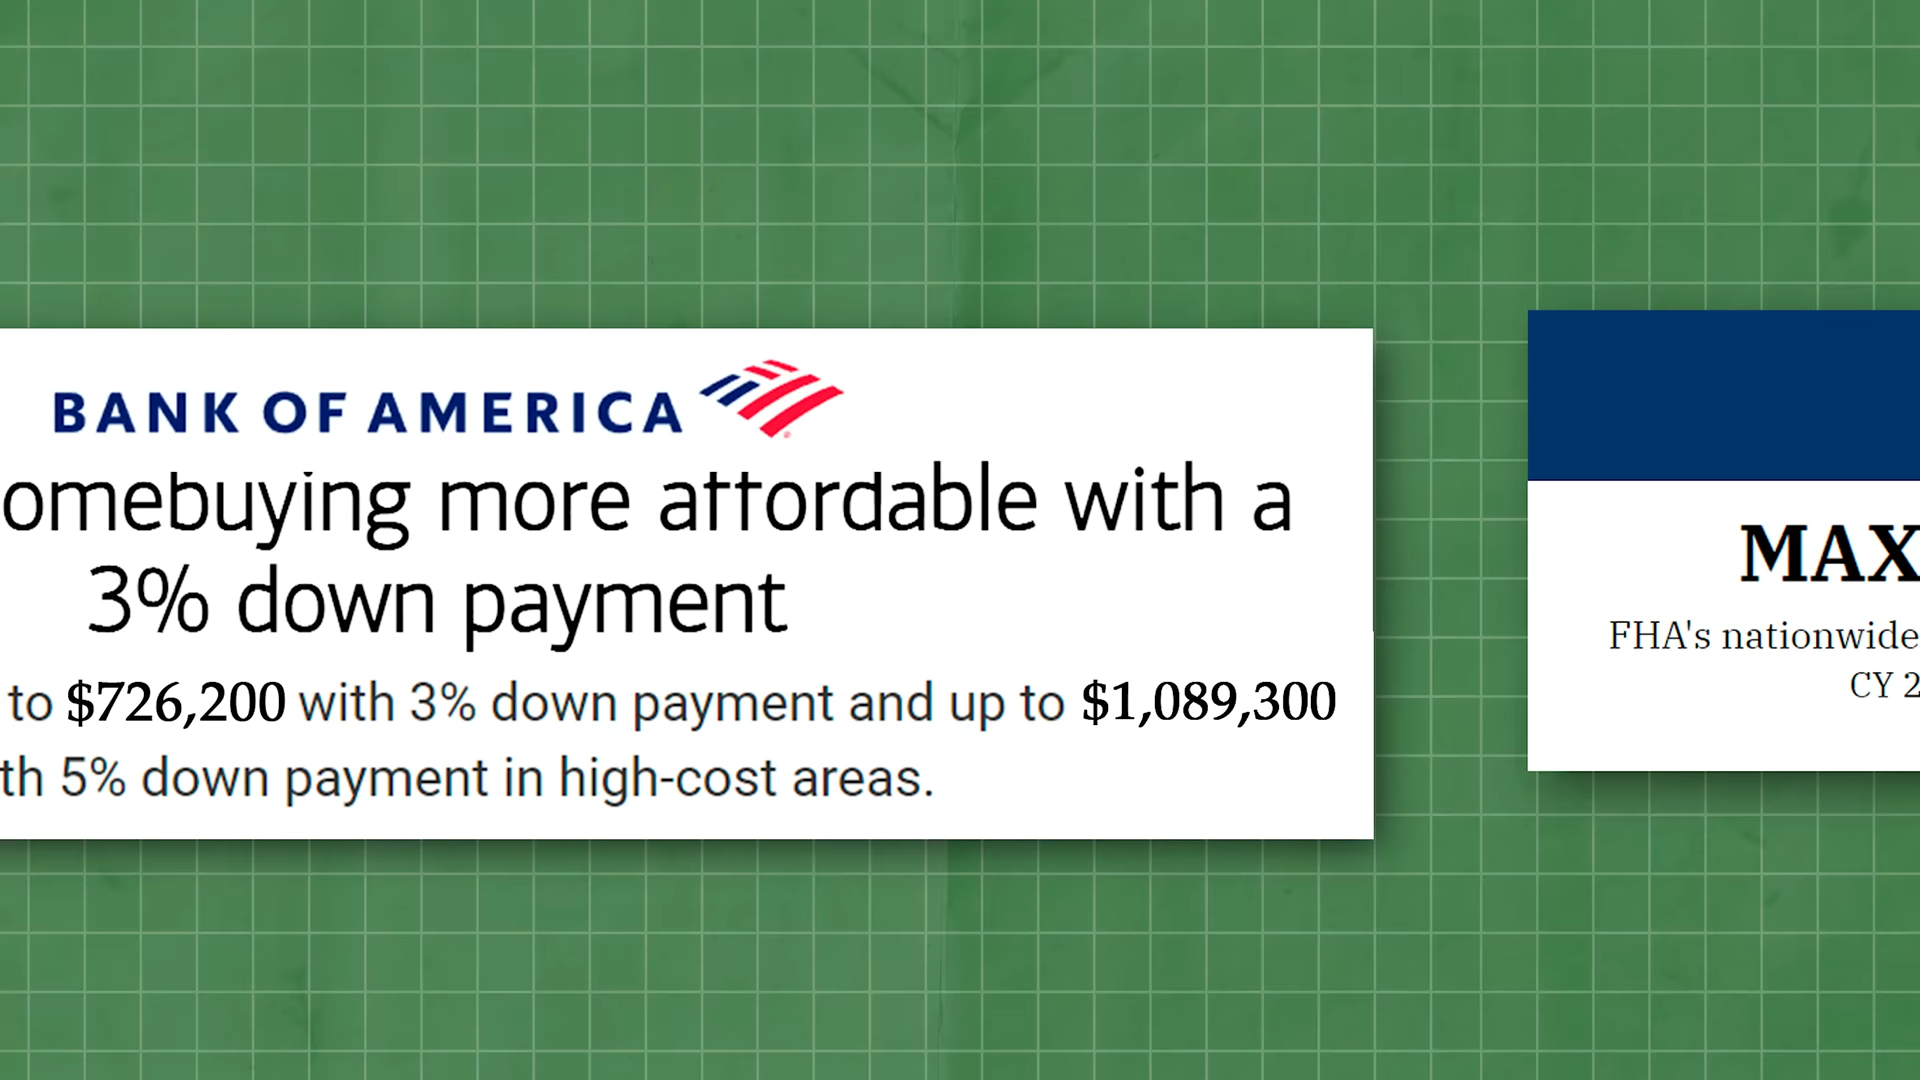 BANK OF AMERICA
omebuying more affordable with a
3% down payment
to $726,200 with 3% down payment and up to $1,089,300
th 5% down payment in high-cost areas.
MAX
FHA's nationwide
CY 2